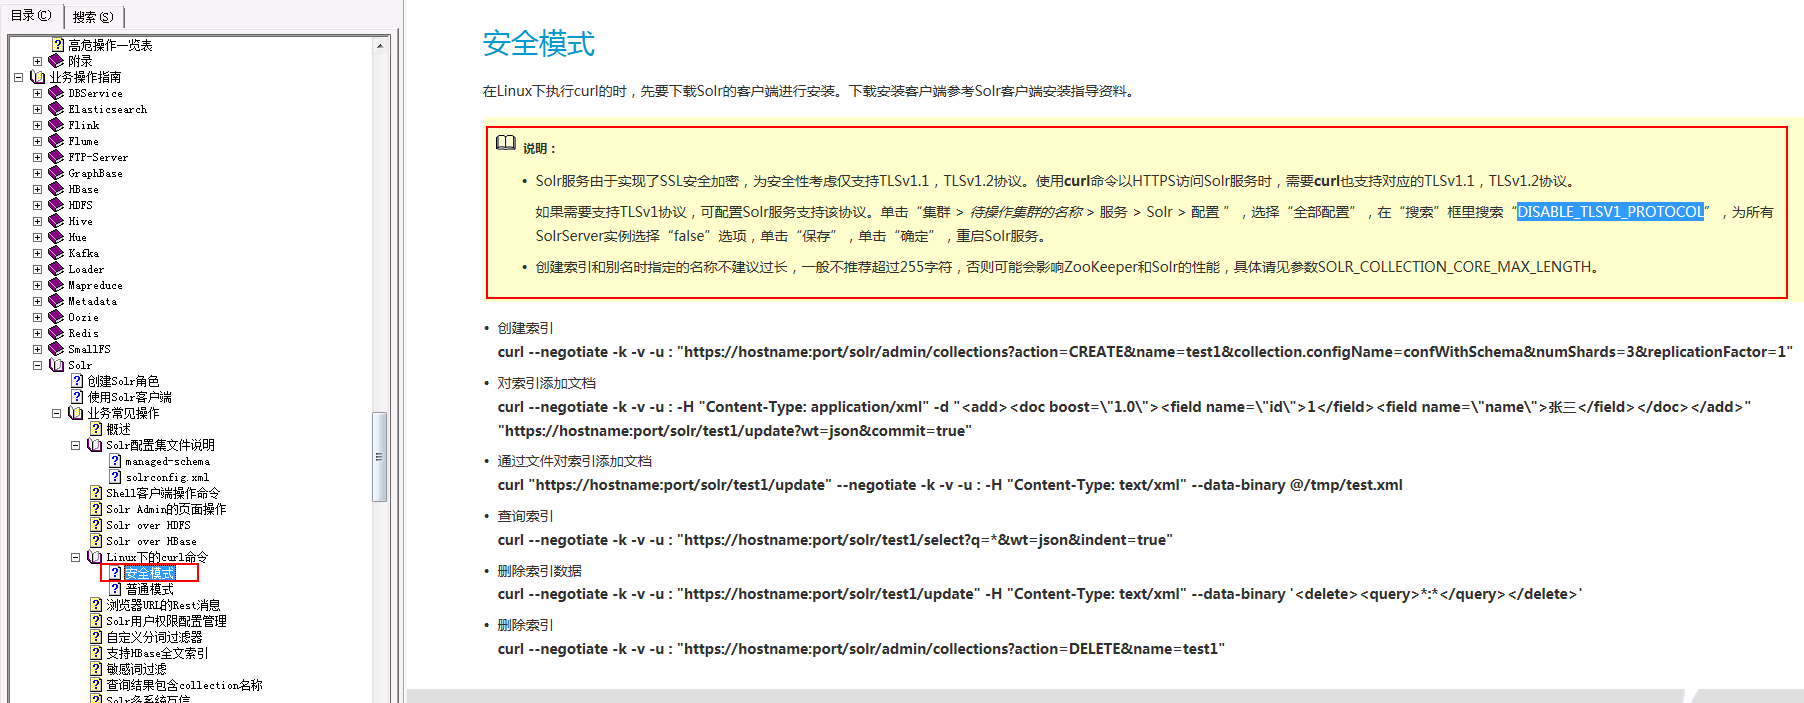 目录(C)
搜索(S)
高危操作一览表
附录
业务操作指南
DBService
Elasticsearch
Flink
Flume
FTP-Server
GraphBase
HBase
HDFS
Hive
Hue
Kafka
Loader
Mapreduce
Metadata
Oozie
Redis
SmallFS
Solr
创建Solr角色
使用Solr客户端
业务常见操作
概述
Solr配置集文件说明
managed-schema
solrconfig.xml
Shell客户端操作命令
Solr Admin的页面操作
Solr over HDFS
Solr over HBase
Linux下的curl命令
安全模式
普通模式
浏览器URL的Rest消息
Solr用户权限配置管理
自定义分词过滤器
支持HBase全文索引
敏感词过滤
查询结果包含collection名称
Solr多系统互信
安全模式
在Linux下执行curl的时，先要下载Solr的客户端进行安装。下载安装客户端参考Solr客户端安装指导资料。
说明：
• Solr服务由于实现了SSL安全加密，为安全性考虑仅支持TLSv1.1，TLSv1.2协议。使用curl命令以HTTPS访问Solr服务时，需要curl也支持对应的TLSv1.1，TLSv1.2协议。
如果需要支持TLSv1协议，可配置Solr服务支持该协议。单击“集群 > 待操作集群的名称 > 服务 > Solr > 配置 ”，选择“全部配置”，在“搜索”框里搜索“DISABLE_TLSV1_PROTOCOL”，为所有
SolrServer实例选择“false”选项，单击“保存”，单击“确定”，重启Solr服务。
• 创建索引和别名时指定的名称不建议过长，一般不推荐超过255字符，否则可能会影响ZooKeeper和Solr的性能，具体请见参数SOLR_COLLECTION_CORE_MAX_LENGTH。
• 创建索引
curl --negotiate -k -v -u : "https://hostname:port/solr/admin/collections?action=CREATE&name=test1&collection.configName=confWithSchema&numShards=3&replicationFactor=1"
• 对索引添加文档
curl --negotiate -k -v -u : -H "Content-Type: application/xml" -d "<add><doc boost=\"1.0\"><field name=\"id\">1</field><field name=\"name\">张三</field></doc></add>"
"https://hostname:port/solr/test1/update?wt=json&commit=true"
• 通过文件对索引添加文档
curl "https://hostname:port/solr/test1/update" --negotiate -k -v -u : -H "Content-Type: text/xml" --data-binary @/tmp/test.xml
• 查询索引
curl --negotiate -k -v -u : "https://hostname:port/solr/test1/select?q=*&wt=json&indent=true"
• 删除索引数据
curl --negotiate -k -v -u : "https://hostname:port/solr/test1/update" -H "Content-Type: text/xml" --data-binary '<delete><query>*:*</query></delete>'
• 删除索引
curl --negotiate -k -v -u : "https://hostname:port/solr/admin/collections?action=DELETE&name=test1"